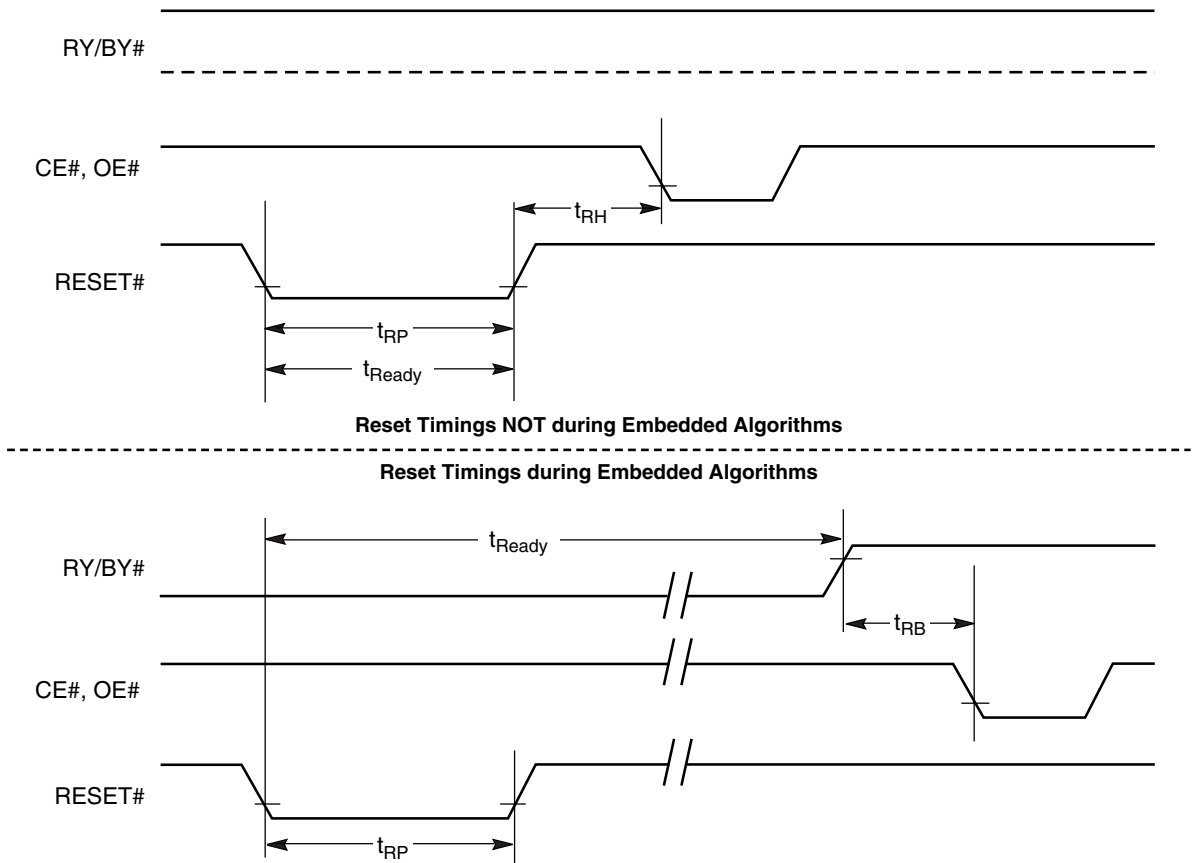 RY/BY#
CE#, OE#
tRH
RESET#
tRP
tReady
Reset Timings NOT during Embedded Algorithms
Reset Timings during Embedded Algorithms
tReady
RY/BY#
tRB
CE#, OE#
RESET#
tRP